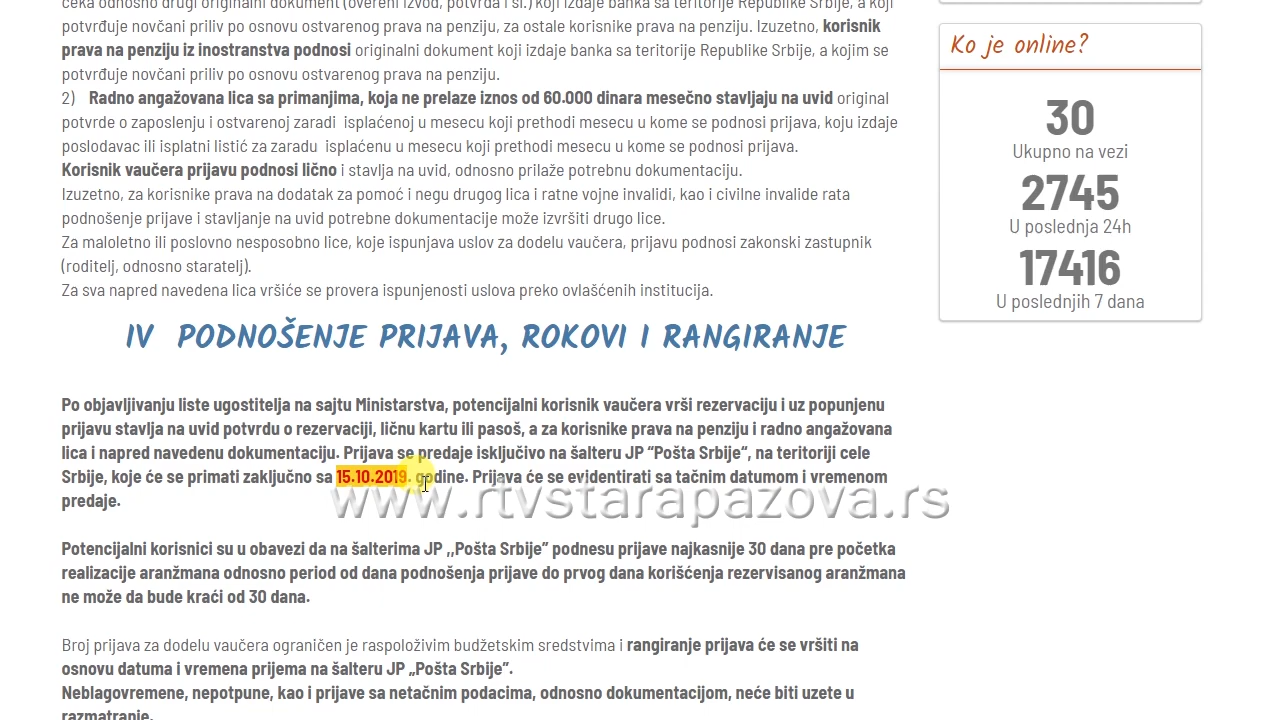 čeka odnosno drugi originalni dokument (overeni izvod, potvrda i sl.) koji izdaje banka sa teritorije Republike Srbije, a koji
potvrđuje novčani priliv po osnovu ostvarenog prava na penziju, za ostale korisnike prava na penziju. Izuzetno, korisnik
prava na penziju iz inostranstva podnosi originalni dokument koji izdaje banka sa teritorije Republike Srbije, a kojim se
potvrđuje novčani priliv po osnovu ostvarenog prava na penziju.
2) Radno angažovana lica sa primanjima, koja ne prelaze iznos od 60.000 dinara mesečno stavljaju na uvid original
potvrde o zaposlenju i ostvarenoj zaradi isplaćenoj u mesecu koji prethodi mesecu u kome se podnosi prijava, koju izdaje
poslodavac ili isplatni listić za zaradu isplaćenu u mesecu koji prethodi mesecu u kome se podnosi prijava.
Korisnik vaučera prijavu podnosi lično i stavlja na uvid, odnosno prilaže potrebnu dokumentaciju.
Izuzetno, za korisnike prava na dodatak za pomoć i negu drugog lica i ratne vojne invalidi, kao i civilne invalide rata
podnošenje prijave i stavljanje na uvid potrebne dokumentacije može izvršiti drugo lice.
Za maloletno ili poslovno nesposobno lice, koje ispunjava uslov za dodelu vaučera, prijavu podnosi zakonski zastupnik
(roditelj, odnosno staratelj).
Za sva napred navedena lica vršiće se provera ispunjenosti uslova preko ovlašćenih institucija.
IV PODNOŠENJE PRIJAVA, ROKOVI I RANGIRANJE
Po objavljivanju liste ugostitelja na sajtu Ministarstva, potencijalni korisnik vaučera vrši rezervaciju i uz popunjenu
prijavu stavlja na uvid potvrdu o rezervaciji, ličnu kartu ili pasoš, a za korisnike prava na penziju i radno angažovana
lica i napred navedenu dokumentaciju. Prijava se predaje isključivo na šalteru JP “Pošta Srbije“, na teritoriji cele
Srbije, koje će se primati zaključno sa 15.10.2019. godine. Prijava će se evidentirati sa tačnim datumom i vremenom
predaje.
www.rtvstarapazova.rs
Potencijalni korisnici su u obavezi da na šalterima JP ,,Pošta Srbije” podnesu prijave najkasnije 30 dana pre početka
realizacije aranžmana odnosno period od dana podnošenja prijave do prvog dana korišćenja rezervisanog aranžmana
ne može da bude kraći od 30 dana.
Broj prijava za dodelu vaučera ograničen je raspoloživim budžetskim sredstvima i rangiranje prijava će se vršiti na
osnovu datuma i vremena prijema na šalteru JP „Pošta Srbije”.
Neblagovremene, nepotpune, kao i prijave sa netačnim podacima, odnosno dokumentacijom, neće biti uzete u
razmatranje.
Ko je online?
30
Ukupno na vezi
2745
U poslednja 24h
17416
U poslednjih 7 dana